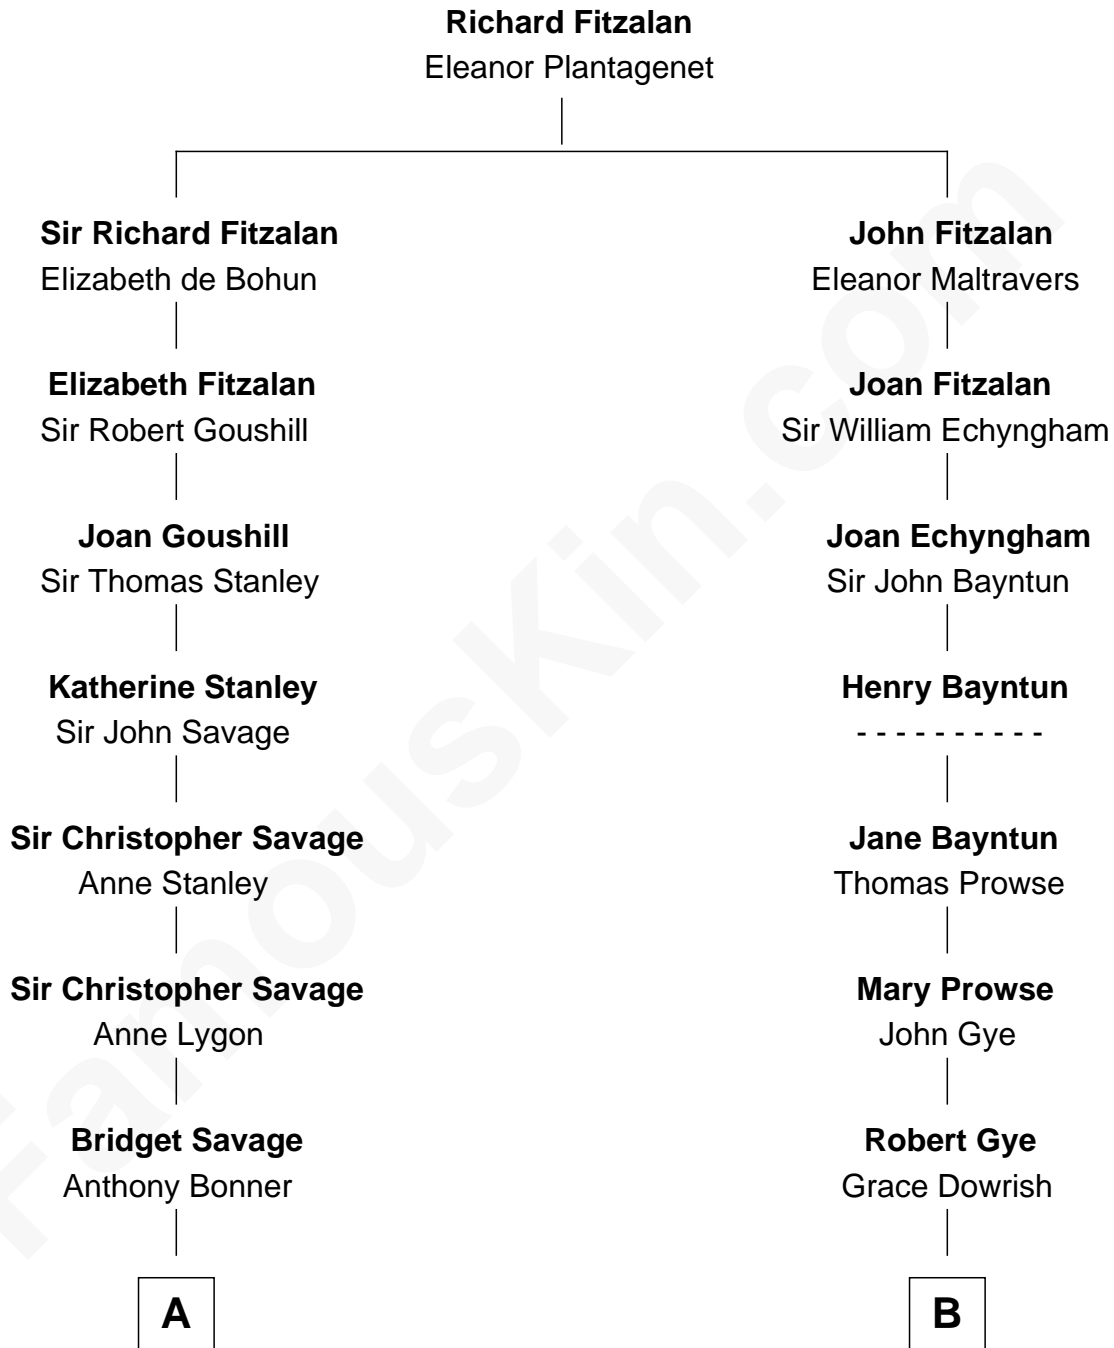 Richard Fitzalan
Eleanor Plantagenet
Sir Richard Fitzalan
Elizabeth de Bohun
Elizabeth Fitzalan
Sir Robert Goushill
Joan Goushill
Sir Thomas Stanley
Katherine Stanley
Sir John Savage
Sir Christopher Savage
Anne Stanley
Sir Christopher Savage
Anne Lygon
Bridget Savage
Anthony Bonner
A
John Fitzalan
Eleanor Maltravers
Joan Fitzalan
Sir William Echyngham
Joan Echyngham
Sir John Bayntun
Henry Bayntun
- - - - - - - - - -
Jane Bayntun
Thomas Prowse
Mary Prowse
John Gye
Robert Gye
Grace Dowrish
B
FamousKin.com